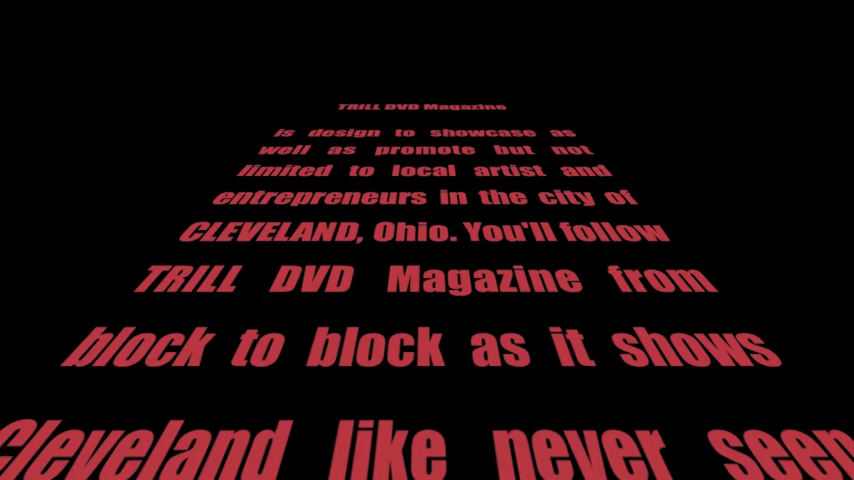 TRILL DVD Magazine
is design to showcase as
well as promote but not
limited to local artist and
entrepreneurs in the city of
CLEVELAND, Ohio. You'll follow
TRILL DVD Magazine from
block to block as it shows
Cleveland like never seen